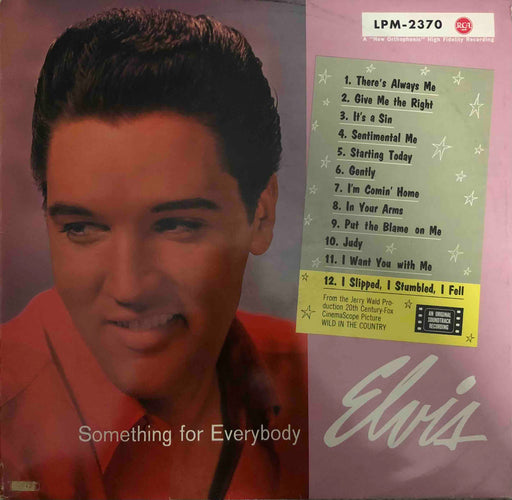 LPM-2370 RCA
A "New Orthophonic" High Fidelity Recording
1. There's Always Me
2. Give Me the Right
3. It's a Sin
4. Sentimental Me
5. Starting Today
6. Gently
7. I'm Comin' Home
8. In Your Arms
9. Put the Blame on Me
10. Judy
11. I Want You with Me
12. I Slipped, I Stumbled, I Fell
From the Jerry Wald Pro-
duction 20th Century-Fox
CinemaScope Picture
WILD IN THE COUNTRY
AN ORIGINAL
SOUNDTRACK
RECORDING
Elvis
Something for Everybody